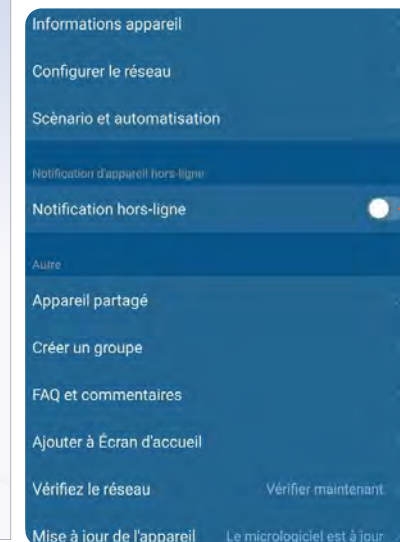 Informations appareil
Configurer le réseau
Scènario et automatisation
Notification d'appareil hors-ligne
Notification hors-ligne
Autre
Appareil partagé
Créer un groupe
FAQ et commentaires
Ajouter à Écran d'accueil
Vérifiez le réseau Vérifier maintenant
Mise à jour de l'appareil Le micrologiciel est à jour